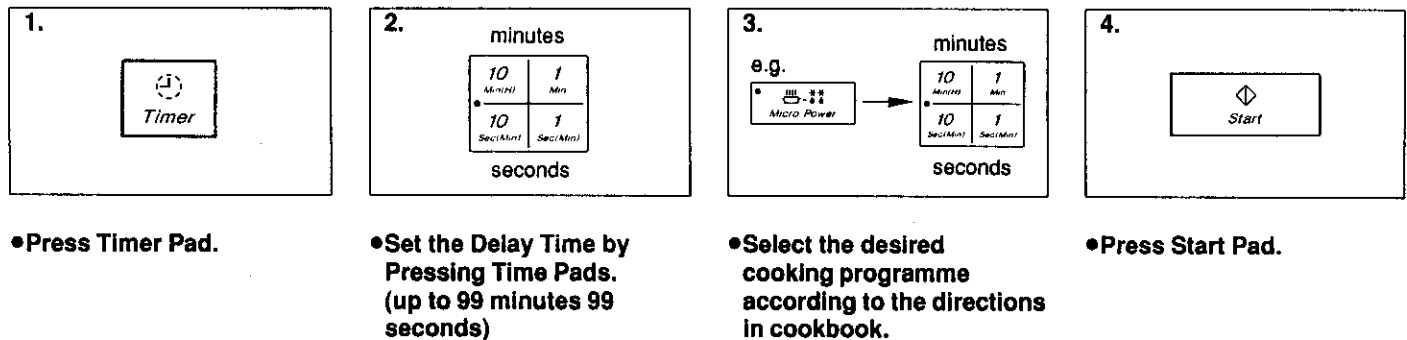 1.
Timer
●Press Timer Pad.
2.
minutes
10 1
Min(H) Min
10 1
Sec(Min) Sec(Min)
seconds
●Set the Delay Time by
Pressing Time Pads.
(up to 99 minutes 99
seconds)
3.
e.g.
Micro Power
minutes
10 1
Min(H) Min
10 1
Sec(Min) Sec(Min)
seconds
●Select the desired
cooking programme
according to the directions
in cookbook.
4.
Start
●Press Start Pad.